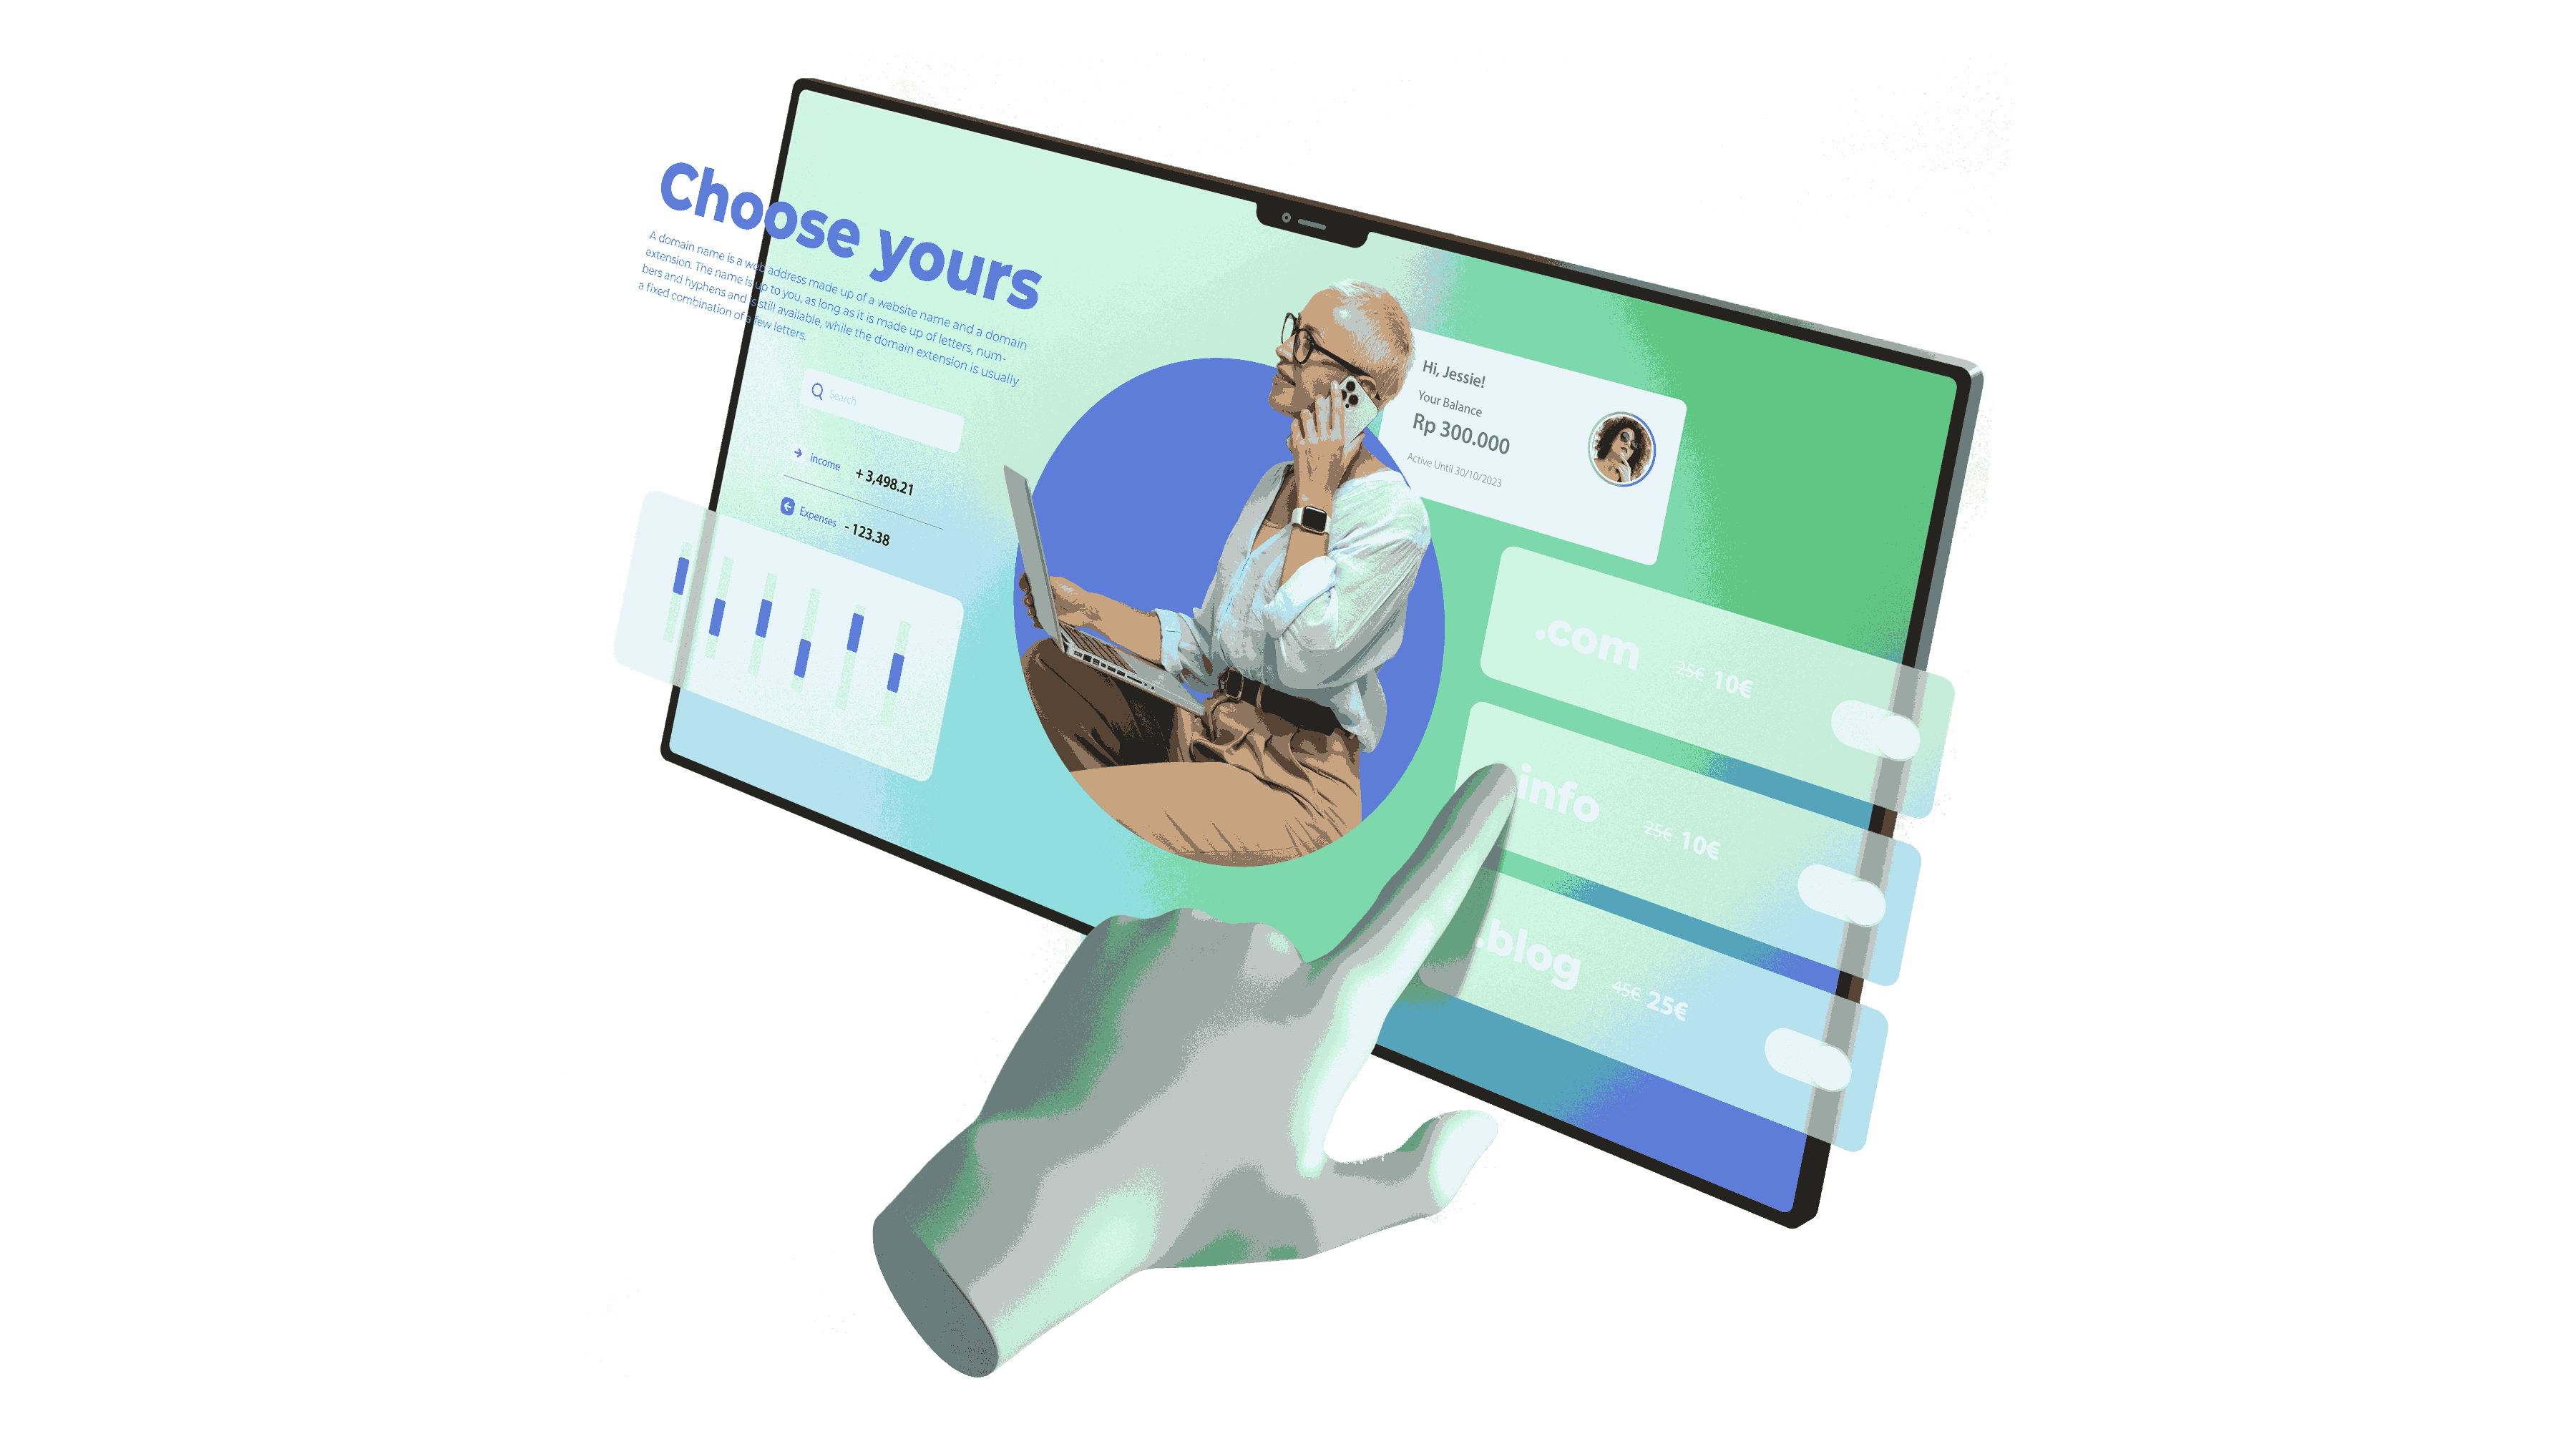 Choose yours
A domain name is a web address made up of a website name and a domain
extension. The name is up to you, as long as it is made up of letters, num-
bers and hyphens and is still available, while the domain extension is usually
a fixed combination of a few letters.
Search
income + 3,498.21
Expenses - 123.38
Hi, Jessie!
Your Balance
Rp 300.000
Active Until 30/10/2023
.com 25€ 10€
info 25€ 10€
.blog 45€ 25€